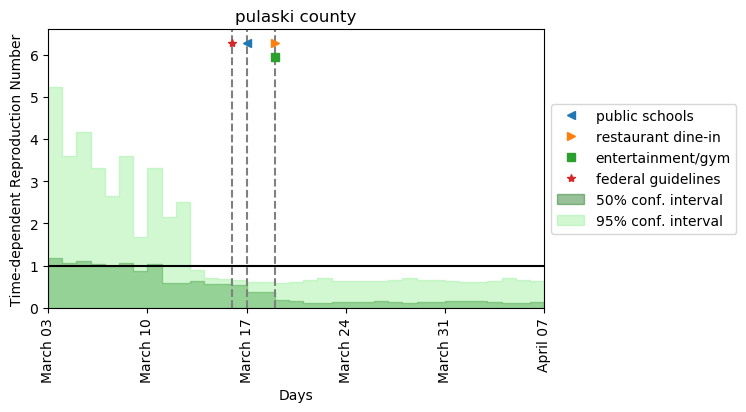 pulaski county
Time-dependent Reproduction Number
6
5
4
3
2
1
0
March 03
March 10
March 17
March 24
March 31
April 07
Days
public schools
restaurant dine-in
entertainment/gym
federal guidelines
50% conf. interval
95% conf. interval